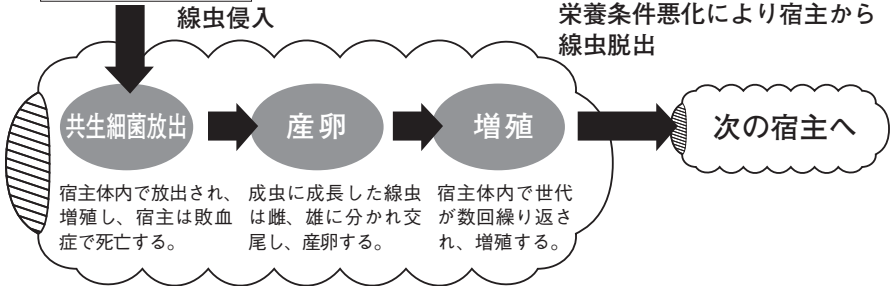 線虫侵入
栄養条件悪化により宿主から
線虫脱出
共生細菌放出
産卵
増殖
次の宿主へ
宿主体内で放出され、
増殖し、宿主は敗血
症で死亡する。
成虫に成長した線虫
は雌、雄に分かれ交
尾し、産卵する。
宿主体内で世代
が数回繰り返さ
れ、増殖する。